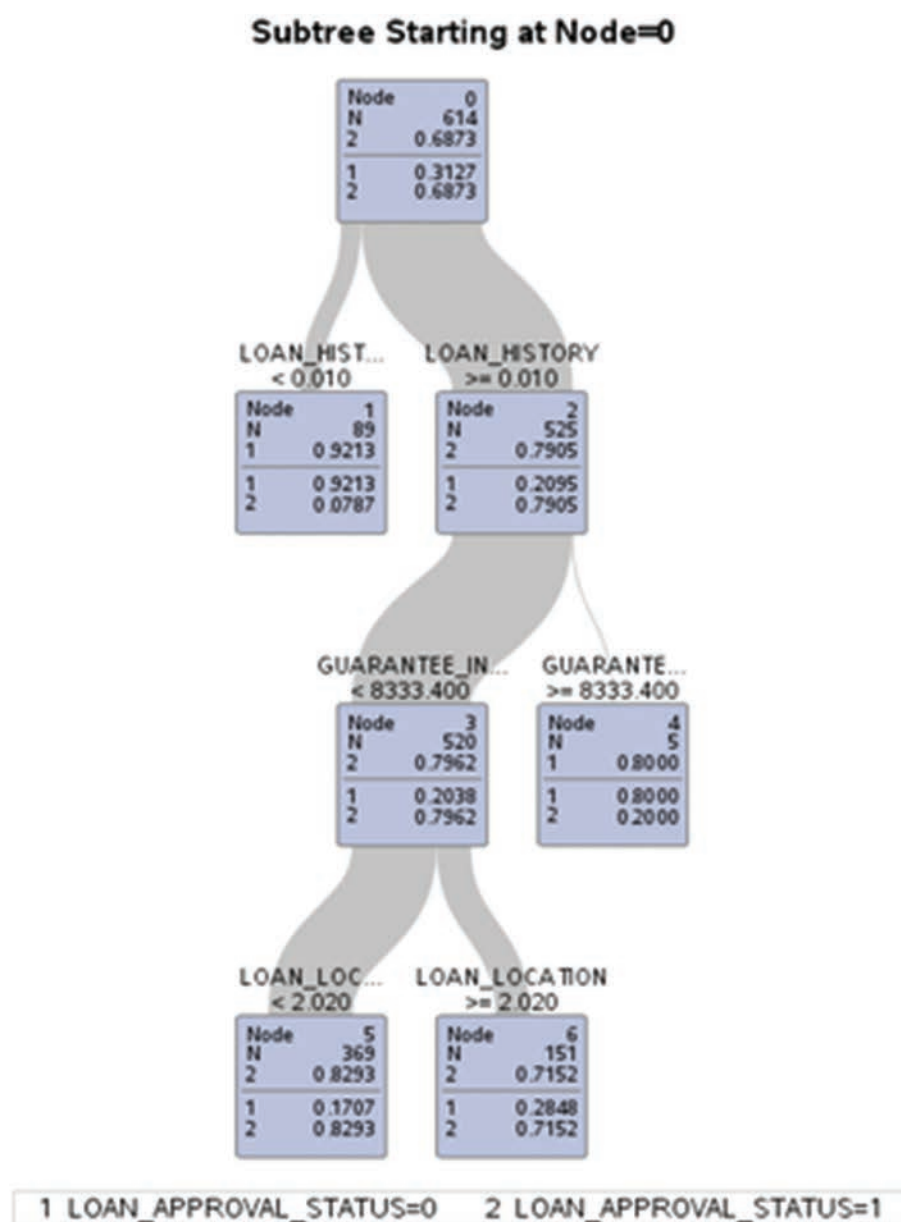 Subtree Starting at Node=0
Node 0
N 614
2 0.6873
1 0.3127
2 0.6873
LOAN_HIST... LOAN_HISTORY
< 0.010 >= 0.010
Node 1 Node 2
N 89 N 525
1 0.9213 2 0.7905
1 0.9213 1 0.2095
2 0.0787 2 0.7905
GUARANTEE_IN... GUARANTE...
< 8333.400 >= 8333.400
Node 3 Node 4
N 520 N 5
2 0.7962 1 0.8000
1 0.2038 1 0.8000
2 0.7962 2 0.2000
LOAN_LOC... LOAN_LOCATION
< 2.020 >= 2.020
Node 5 Node 6
N 369 N 151
2 0.8293 2 0.7152
1 0.1707 1 0.2848
2 0.8293 2 0.7152
1 LOAN_APPROVAL_STATUS=0 2 LOAN_APPROVAL_STATUS=1